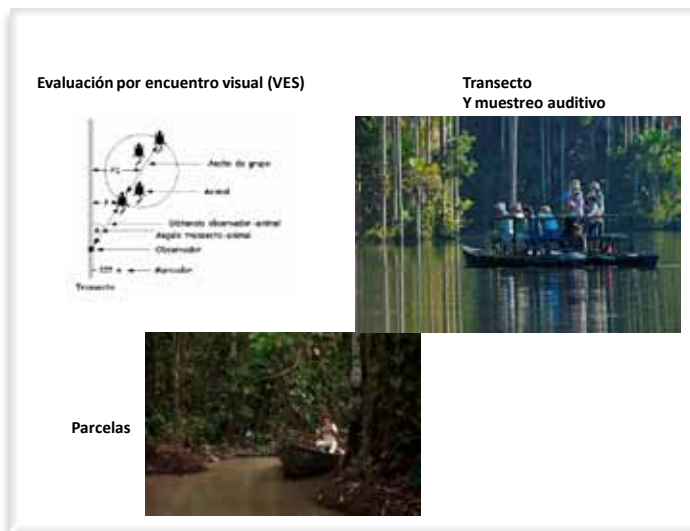 Evaluación por encuentro visual (VES)
Transecto
Y muestreo auditivo
Ancho de grupo
Animal
Distancia observador-animal
Angulo transecto-animal
Observador
Marcador
Transecto
Parcelas